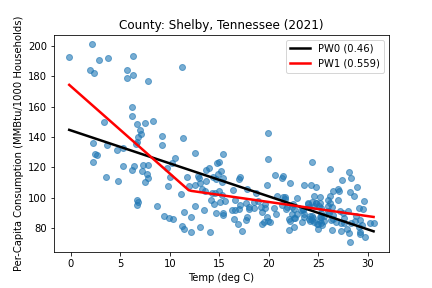 County: Shelby, Tennessee (2021)
Per-Capita Consumption (MMBtu/1000 Households)
200
180
160
140
120
100
80
PW0 (0.46)
PW1 (0.559)
0 5 10 15 20 25 30
Temp (deg C)